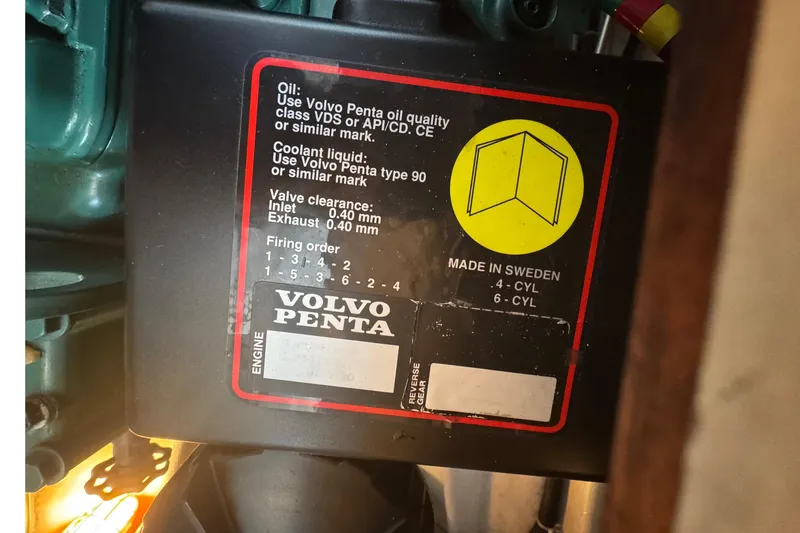 Oil:
Use Volvo Penta oil quality
class VDS or API/CD. CE
or similar mark.
Coolant liquid:
Use Volvo Penta type 90
or similar mark
Valve clearance:
Inlet 0.40 mm
Exhaust 0.40 mm
Firing order
1 - 3 - 4 - 2
1 - 5 - 3 - 6 - 2 - 4
MADE IN SWEDEN
.4 - CYL
6 - CYL
VOLVO
PENTA
ENGINE
REVERSE
GEAR